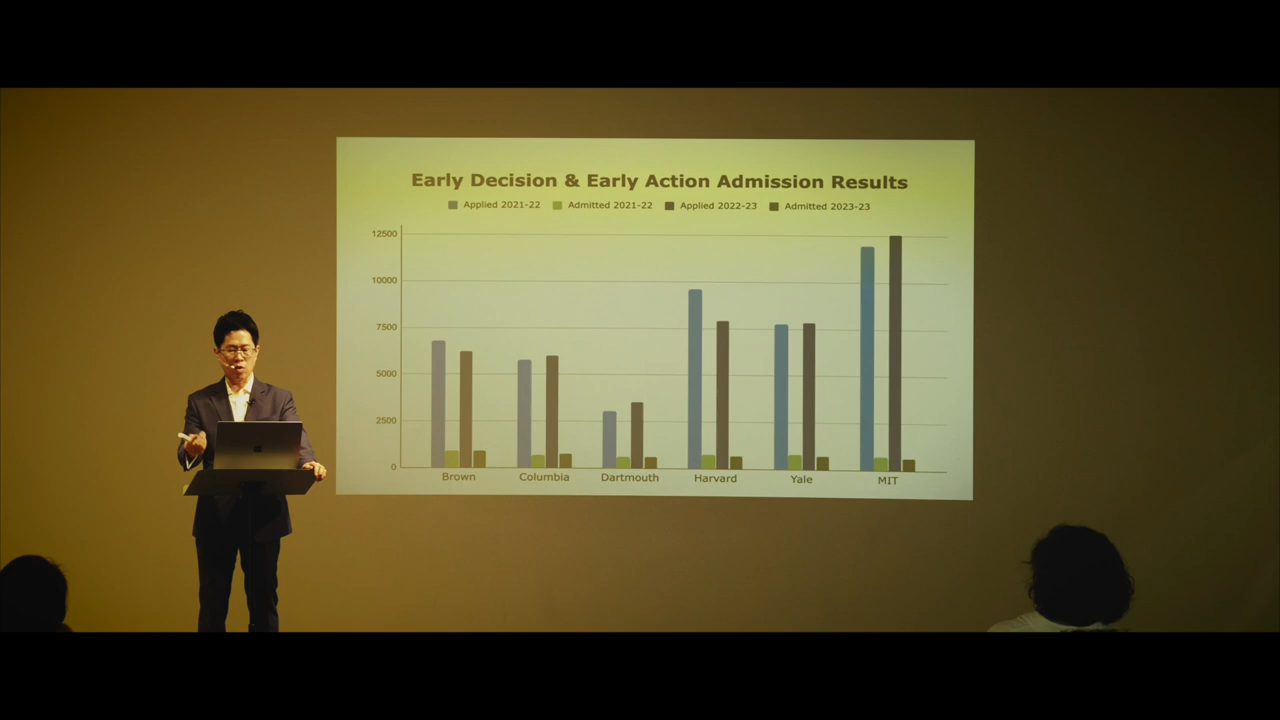 Early Decision & Early Action Admission Results
Applied 2021-22 Admitted 2021-22 Applied 2022-23 Admitted 2023-23
12500
10000
7500
5000
2500
0
Brown Columbia Dartmouth Harvard Yale MIT